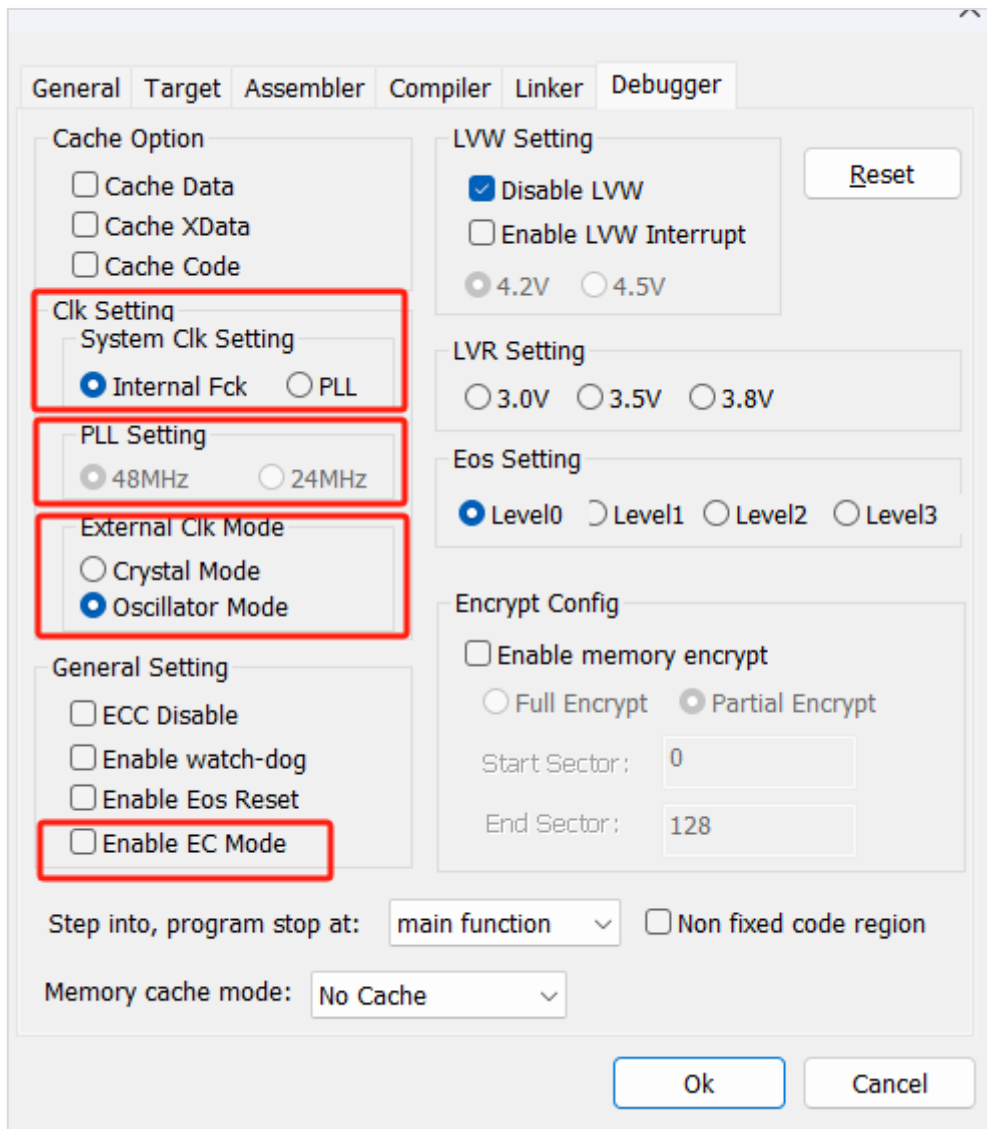 General Target Assembler Compiler Linker Debugger
Cache Option
Cache Data
Cache XData
Cache Code
Clk Setting
System Clk Setting
Internal Fck PLL
PLL Setting
48MHz 24MHz
External Clk Mode
Crystal Mode
Oscillator Mode
General Setting
ECC Disable
Enable watch-dog
Enable Eos Reset
Enable EC Mode
LVW Setting
Disable LVW
Enable LVW Interrupt
4.2V 4.5V
Reset
LVR Setting
3.0V 3.5V 3.8V
Eos Setting
Level0 Level1 Level2 Level3
Encrypt Config
Enable memory encrypt
Full Encrypt Partial Encrypt
Start Sector: 0
End Sector: 128
Step into, program stop at: main function Non fixed code region
Memory cache mode: No Cache
Ok Cancel